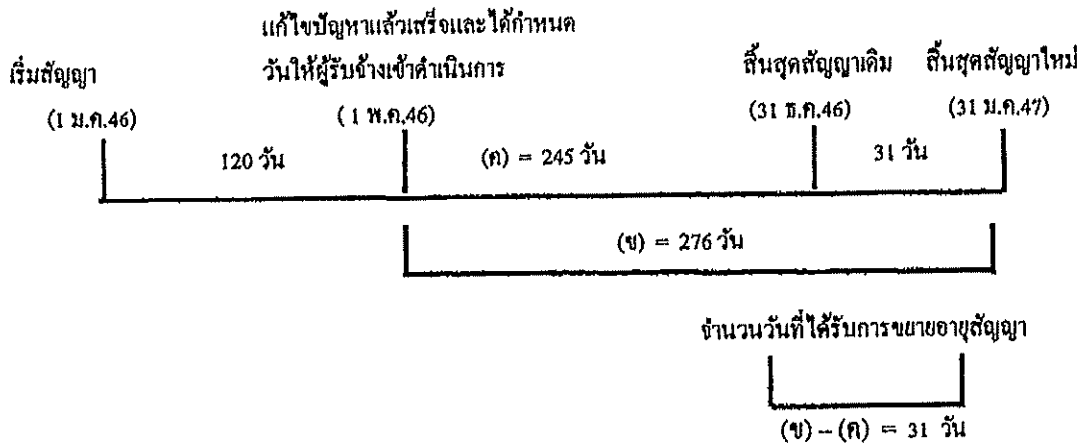 แก้ไขปัญหาแล้วเสร็จและได้กำหนด
วันให้ผู้รับจ้างเข้าดำเนินการ
เริ่มสัญญา
สิ้นสุดสัญญาเดิม
สิ้นสุดสัญญาใหม่
(1 ม.ค.46)
( 1 พ.ค.46)
(31 ธ.ค.46)
(31 ม.ค.47)
120 วัน
(ค) = 245 วัน
31 วัน
(ข) = 276 วัน
จำนวนวันที่ได้รับการขยายอายุสัญญา
(ข) – (ค) = 31 วัน